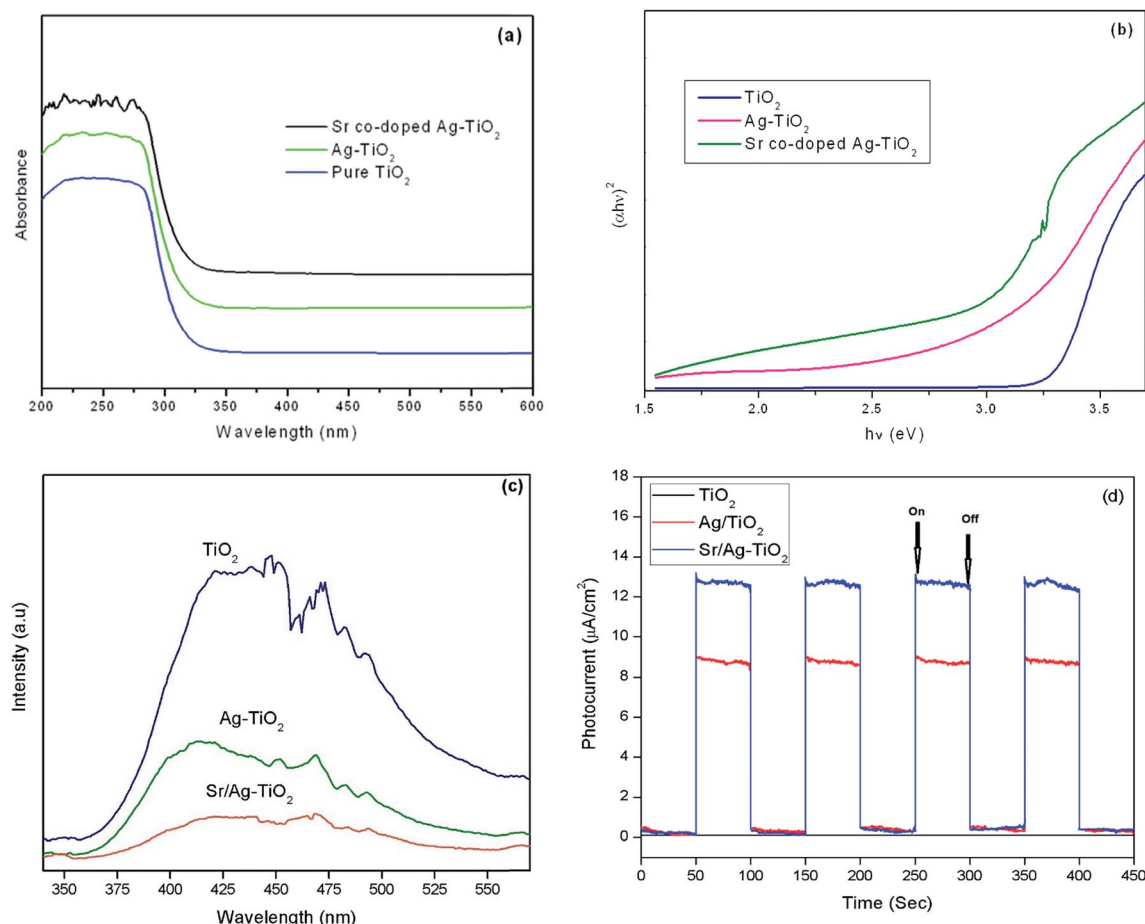 (a)
Sr co-doped Ag-TiO2
Ag-TiO2
Pure TiO2
Absorbance
200 250 300 350 400 450 500 550 600
Wavelength (nm)
(b)
TiO2
Ag-TiO2
Sr co-doped Ag-TiO2
(αhν)2
1.5 2.0 2.5 3.0 3.5
hν (eV)
(c)
TiO2
Ag-TiO2
Sr/Ag-TiO2
Intensity (a.u)
350 375 400 425 450 475 500 525 550
Wavelength (nm)
(d)
TiO2
Ag/TiO2
Sr/Ag-TiO2
On
Off
18
16
14
12
10
8
6
4
2
0
Photocurrent (μA/cm2)
0 50 100 150 200 250 300 350 400 450
Time (Sec)